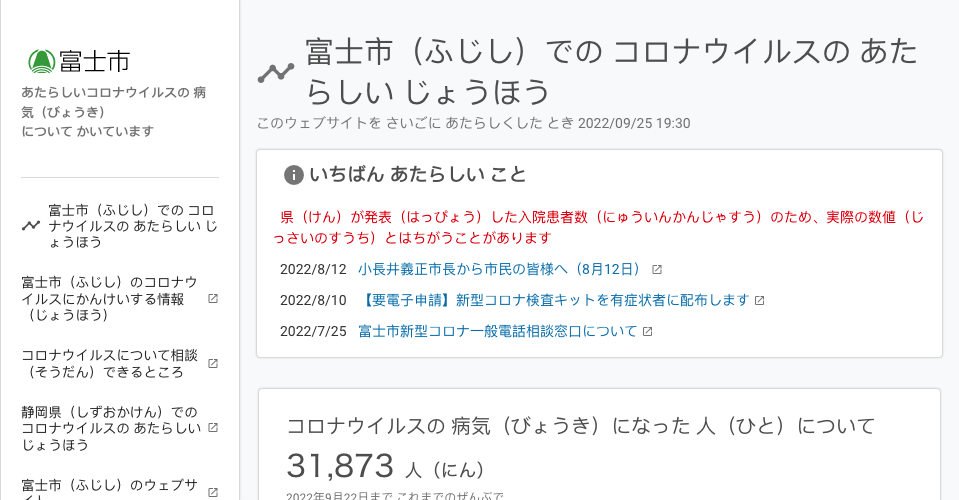 富士市
あたらしいコロナウイルスの 病
気（びょうき）
について かいています
富士市（ふじし）での コロ
ナウイルスの あたらしい じ
ょうほう
富士市（ふじし）のコロナウ
イルスにかんけいする情報
（じょうほう）
コロナウイルスについて相談
（そうだん）できるところ
静岡県（しずおかけん）での
コロナウイルスの あたらしい
じょうほう
富士市（ふじし）のウェブサ
富士市（ふじし）での コロナウイルスの あた
らしい じょうほう
このウェブサイトを さいごに あたらしくした とき 2022/09/25 19:30
いちばん あたらしい こと
県（けん）が発表（はっぴょう）した入院患者数（にゅういんかんじゃすう）のため、実際の数値（じ
っさいのすうち）とはちがうことがあります
2022/8/12 小長井義正市長から市民の皆様へ（8月12日）
2022/8/10 【要電子申請】新型コロナ検査キットを有症状者に配布します
2022/7/25 富士市新型コロナ一般電話相談窓口について
コロナウイルスの 病気（びょうき）になった 人（ひと）について
31,873 人（にん）
2022年9月22日まで これまでのぜんぶで